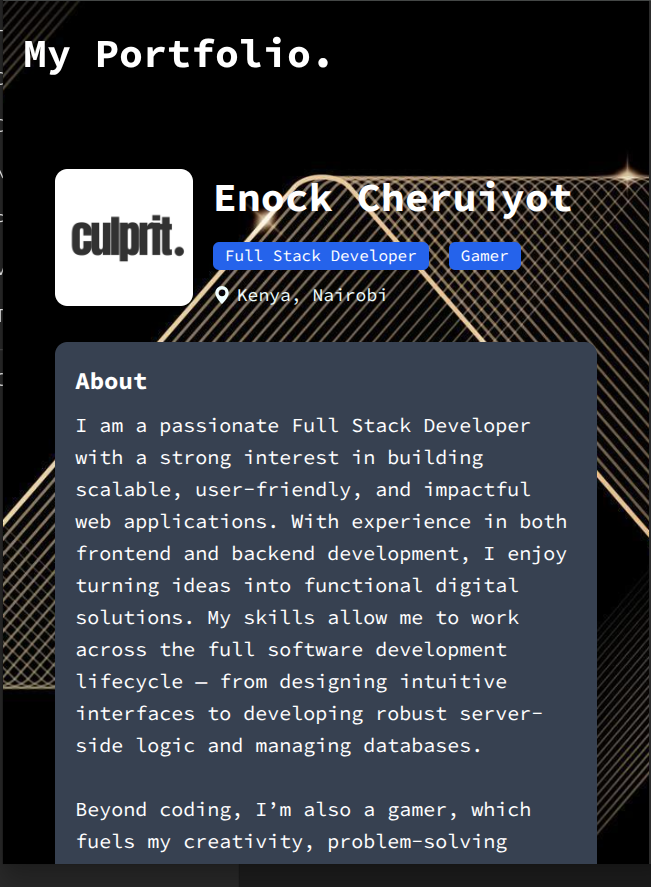 My Portfolio.
culprit.
Enock Cheruiyot
Full Stack Developer Gamer
Kenya, Nairobi
About
I am a passionate Full Stack Developer
with a strong interest in building
scalable, user-friendly, and impactful
web applications. With experience in both
frontend and backend development, I enjoy
turning ideas into functional digital
solutions. My skills allow me to work
across the full software development
lifecycle — from designing intuitive
interfaces to developing robust server-
side logic and managing databases.
Beyond coding, I’m also a gamer, which
fuels my creativity, problem-solving